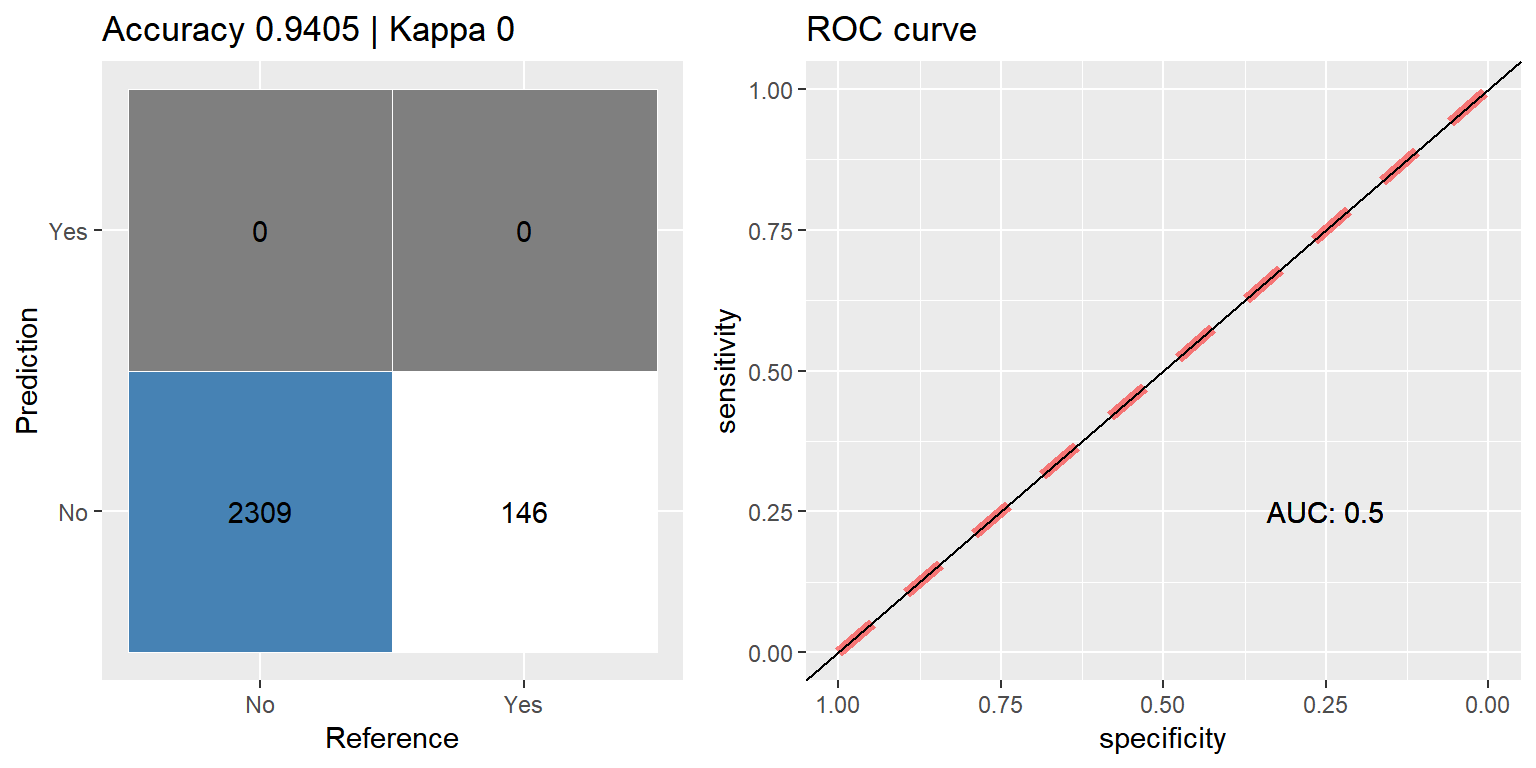 Accuracy 0.9405 | Kappa 0
Prediction
Yes
No
0
0
2309
146
No
Yes
Reference
ROC curve
sensitivity
1.00
0.75
0.50
0.25
0.00
AUC: 0.5
1.00
0.75
0.50
0.25
0.00
specificity